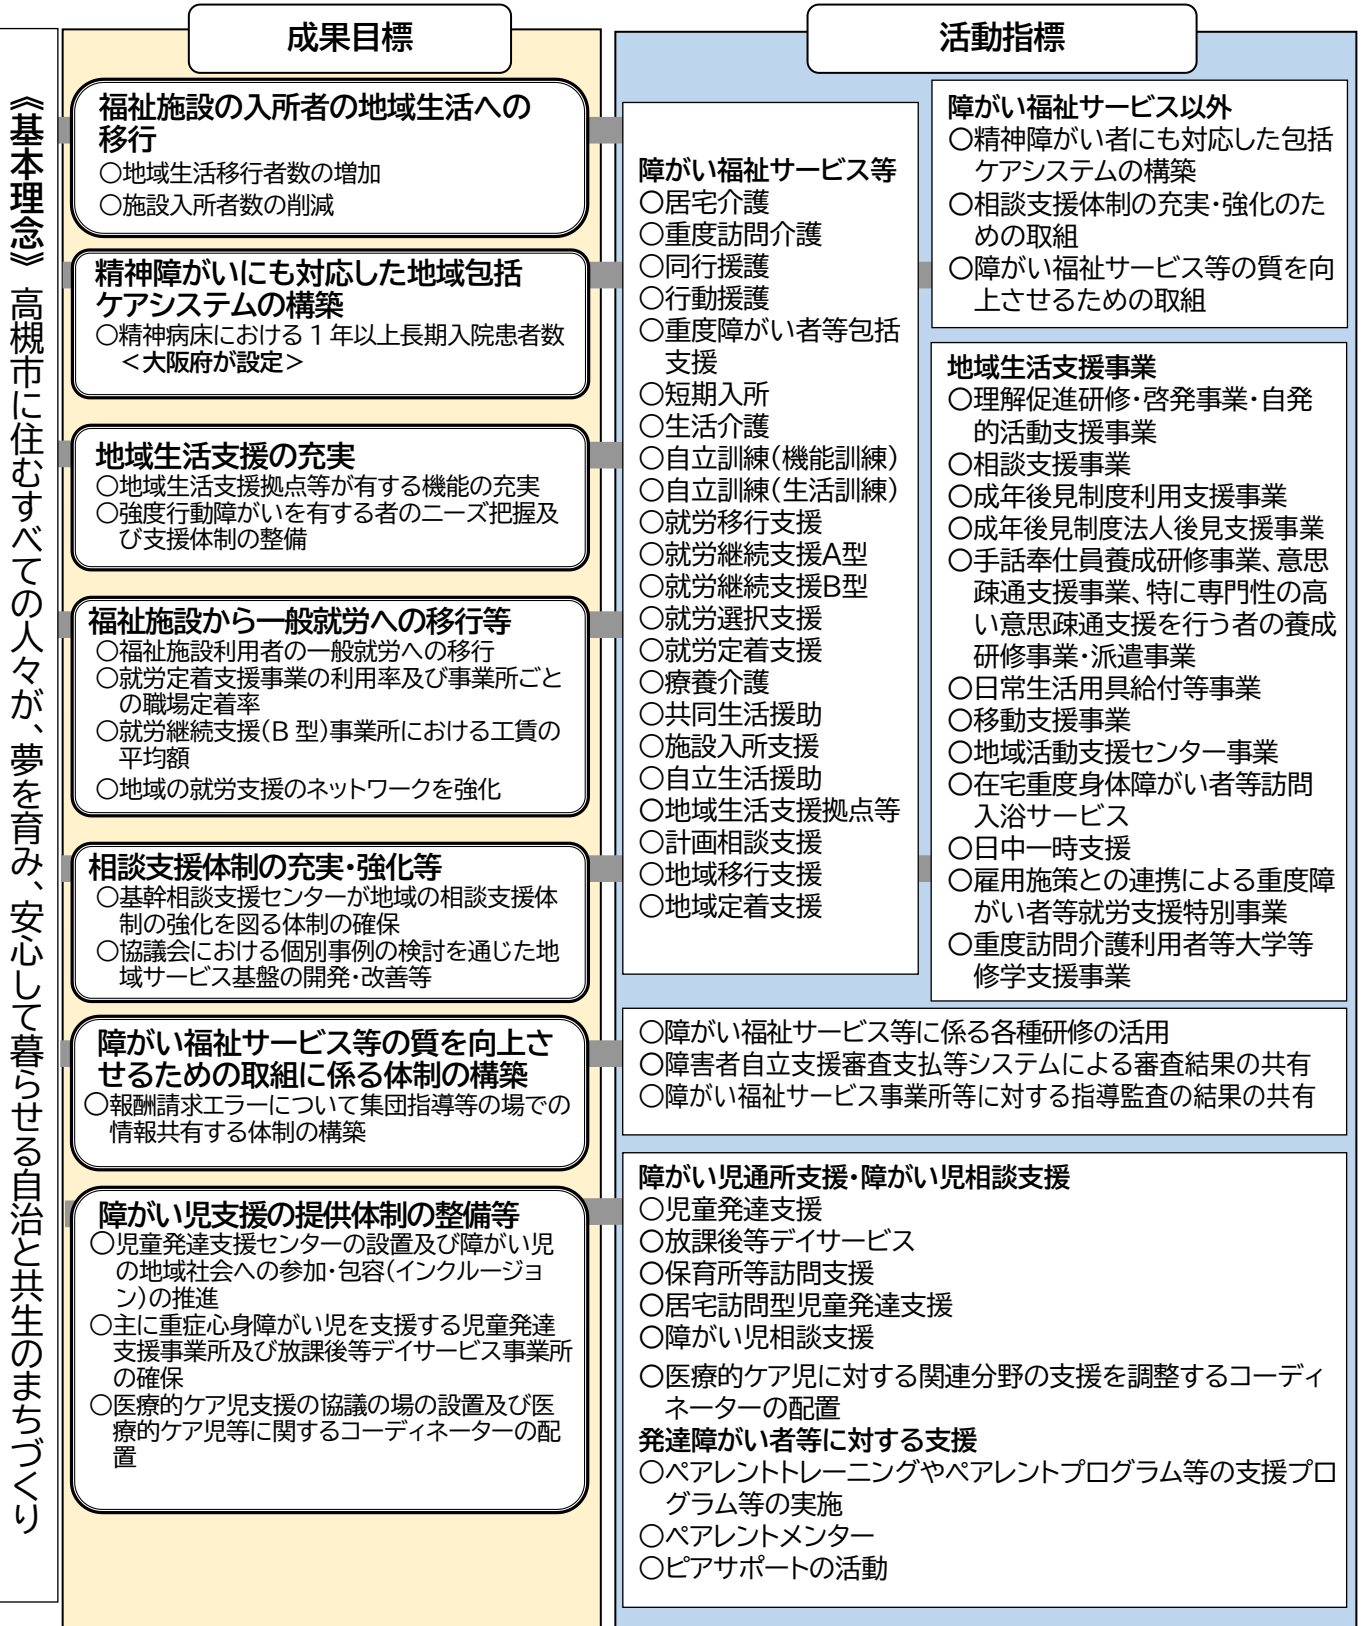 《基本理念》 高槻市に住むすべての人々が、夢を育み、安心して暮らせる自治と共生のまちづくり
成果目標
福祉施設の入所者の地域生活への
移行
○地域生活移行者数の増加
○施設入所者数の削減
精神障がいにも対応した地域包括
ケアシステムの構築
○精神病床における1年以上長期入院患者数
＜大阪府が設定＞
地域生活支援の充実
○地域生活支援拠点等が有する機能の充実
○強度行動障がいを有する者のニーズ把握及
び支援体制の整備
福祉施設から一般就労への移行等
○福祉施設利用者の一般就労への移行
○就労定着支援事業の利用率及び事業所ごと
の職場定着率
○就労継続支援(B型)事業所における工賃の
平均額
○地域の就労支援のネットワークを強化
相談支援体制の充実・強化等
○基幹相談支援センターが地域の相談支援体
制の強化を図る体制の確保
○協議会における個別事例の検討を通じた地
域サービス基盤の開発・改善等
障がい福祉サービス等の質を向上さ
せるための取組に係る体制の構築
○報酬請求エラーについて集団指導等の場での
情報共有する体制の構築
障がい児支援の提供体制の整備等
○児童発達支援センターの設置及び障がい児
の地域社会への参加・包容(インクルージョ
ン)の推進
○主に重症心身障がい児を支援する児童発達
支援事業所及び放課後等デイサービス事業所
の確保
○医療的ケア児支援の協議の場の設置及び医
療的ケア児等に関するコーディネーターの配
置
活動指標
障がい福祉サービス等
○居宅介護
○重度訪問介護
○同行援護
○行動援護
○重度障がい者等包括
支援
○短期入所
○生活介護
○自立訓練(機能訓練)
○自立訓練(生活訓練)
○就労移行支援
○就労継続支援A型
○就労継続支援B型
○就労選択支援
○就労定着支援
○療養介護
○共同生活援助
○施設入所支援
○自立生活援助
○地域生活支援拠点等
○計画相談支援
○地域移行支援
○地域定着支援
障がい福祉サービス以外
○精神障がい者にも対応した包括
ケアシステムの構築
○相談支援体制の充実・強化のた
めの取組
○障がい福祉サービス等の質を向
上させるための取組
地域生活支援事業
○理解促進研修・啓発事業・自発
的活動支援事業
○相談支援事業
○成年後見制度利用支援事業
○成年後見制度法人後見支援事業
○手話奉仕員養成研修事業、意思
疎通支援事業、特に専門性の高
い意思疎通支援を行う者の養成
研修事業・派遣事業
○日常生活用具給付等事業
○移動支援事業
○地域活動支援センター事業
○在宅重度身体障がい者等訪問
入浴サービス
○日中一時支援
○雇用施策との連携による重度障
がい者等就労支援特別事業
○重度訪問介護利用者等大学等
修学支援事業
○障がい福祉サービス等に係る各種研修の活用
○障害者自立支援審査支払等システムによる審査結果の共有
○障がい福祉サービス事業所等に対する指導監査の結果の共有
障がい児通所支援・障がい児相談支援
○児童発達支援
○放課後等デイサービス
○保育所等訪問支援
○居宅訪問型児童発達支援
○障がい児相談支援
○医療的ケア児に対する関連分野の支援を調整するコーディ
ネーターの配置
発達障がい者等に対する支援
○ペアレントトレーニングやペアレントプログラム等の支援プロ
グラム等の実施
○ペアレントメンター
○ピアサポートの活動